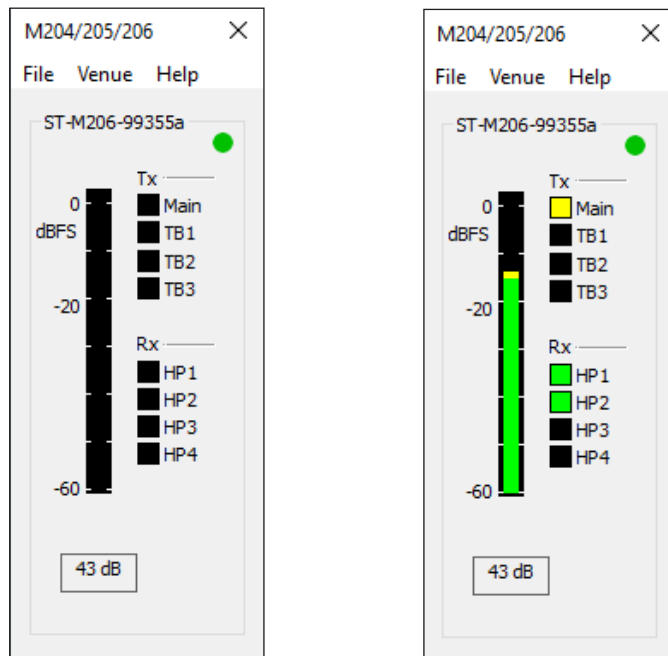 M204/205/206
File Venue Help
ST-M206-99355a
Tx
0
Main
dBFS
TB1
TB2
TB3
-20
Rx
HP1
HP2
HP3
HP4
-60
43 dB
M204/205/206
File Venue Help
ST-M206-99355a
Tx
0
Main
dBFS
TB1
TB2
TB3
-20
Rx
HP1
HP2
HP3
HP4
-60
43 dB